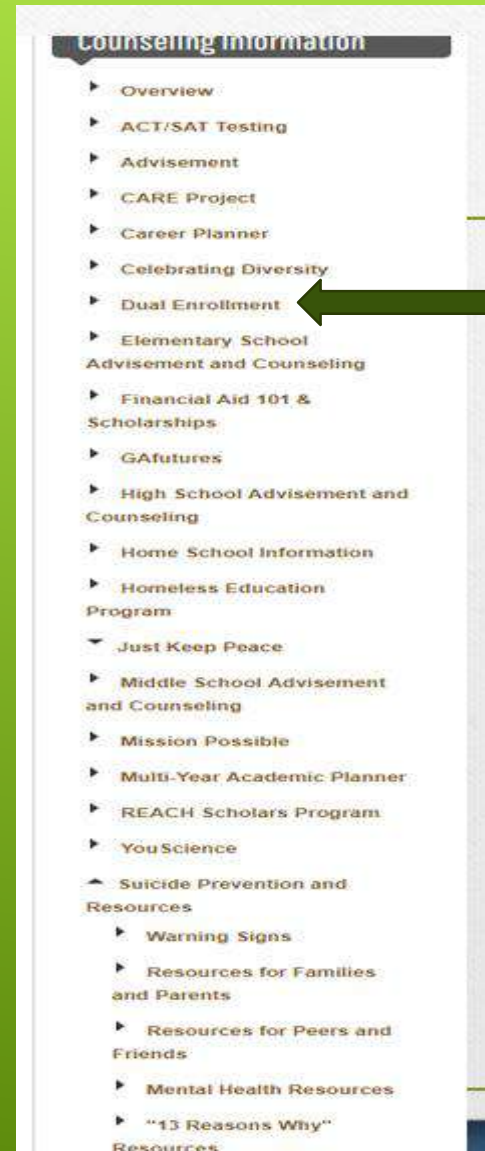 Counseling Information
Overview
ACT/SAT Testing
Advisement
CARE Project
Career Planner
Celebrating Diversity
Dual Enrollment
Elementary School
Advisement and Counseling
Financial Aid 101 &
Scholarships
GAfutures
High School Advisement and
Counseling
Home School Information
Homeless Education
Program
Just Keep Peace
Middle School Advisement
and Counseling
Mission Possible
Multi-Year Academic Planner
REACH Scholars Program
YouScience
Suicide Prevention and
Resources
Warning Signs
Resources for Families
and Parents
Resources for Peers and
Friends
Mental Health Resources
"13 Reasons Why"
Resources